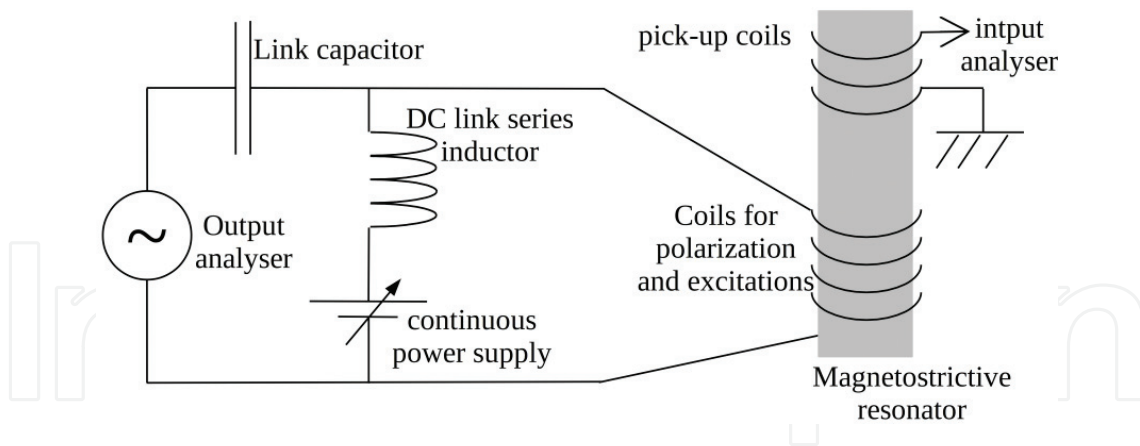 Link capacitor
DC link series
inductor
Output
analyser
~
continuous
power supply
pick-up coils
intput
analyser
Coils for
polarization
and excitations
Magnetostrictive
resonator